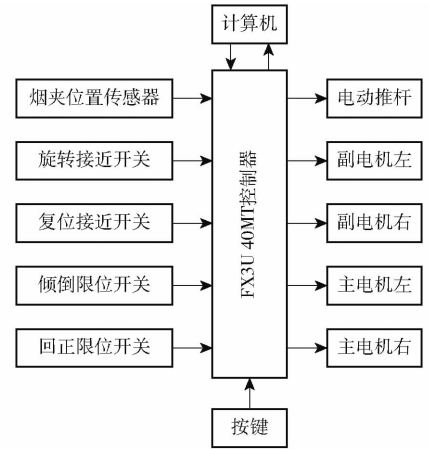 计算机
烟夹位置传感器
旋转接近开关
复位接近开关
倾倒限位开关
回正限位开关
FX3U 40MT控制器
电动推杆
副电机左
副电机右
主电机左
主电机右
按键